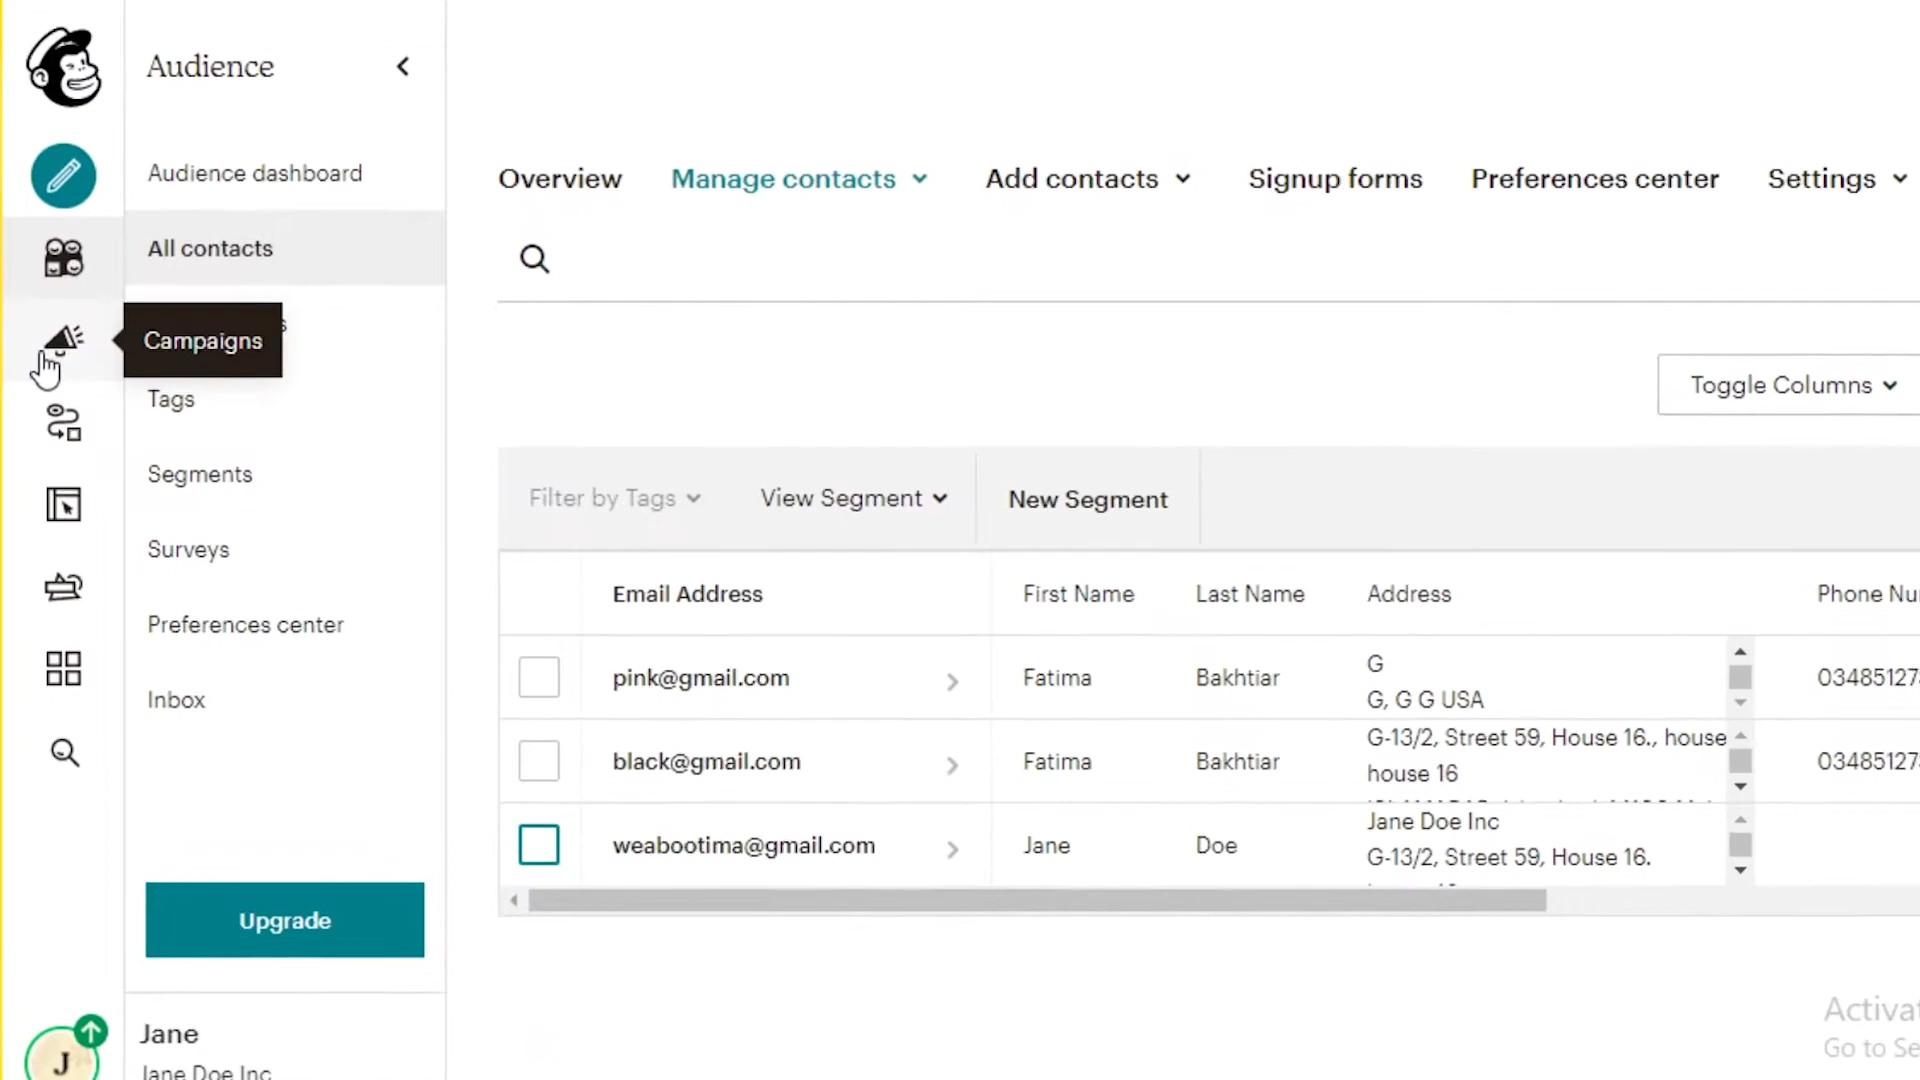 Audience
Audience dashboard
All contacts
Campaigns
Tags
Segments
Surveys
Preferences center
Inbox
Upgrade
Jane
Jane Doe Inc
Overview
Manage contacts
Add contacts
Signup forms
Preferences center
Settings
Toggle Columns
Filter by Tags
View Segment
New Segment
Email Address First Name Last Name Address Phone Nu
pink@gmail.com Fatima Bakhtiar G
G, G G USA
03485127
black@gmail.com Fatima Bakhtiar G-13/2, Street 59, House 16., house
house 16
03485127
weabootima@gmail.com Jane Doe Jane Doe Inc
G-13/2, Street 59, House 16.
Activat
Go to Se
J